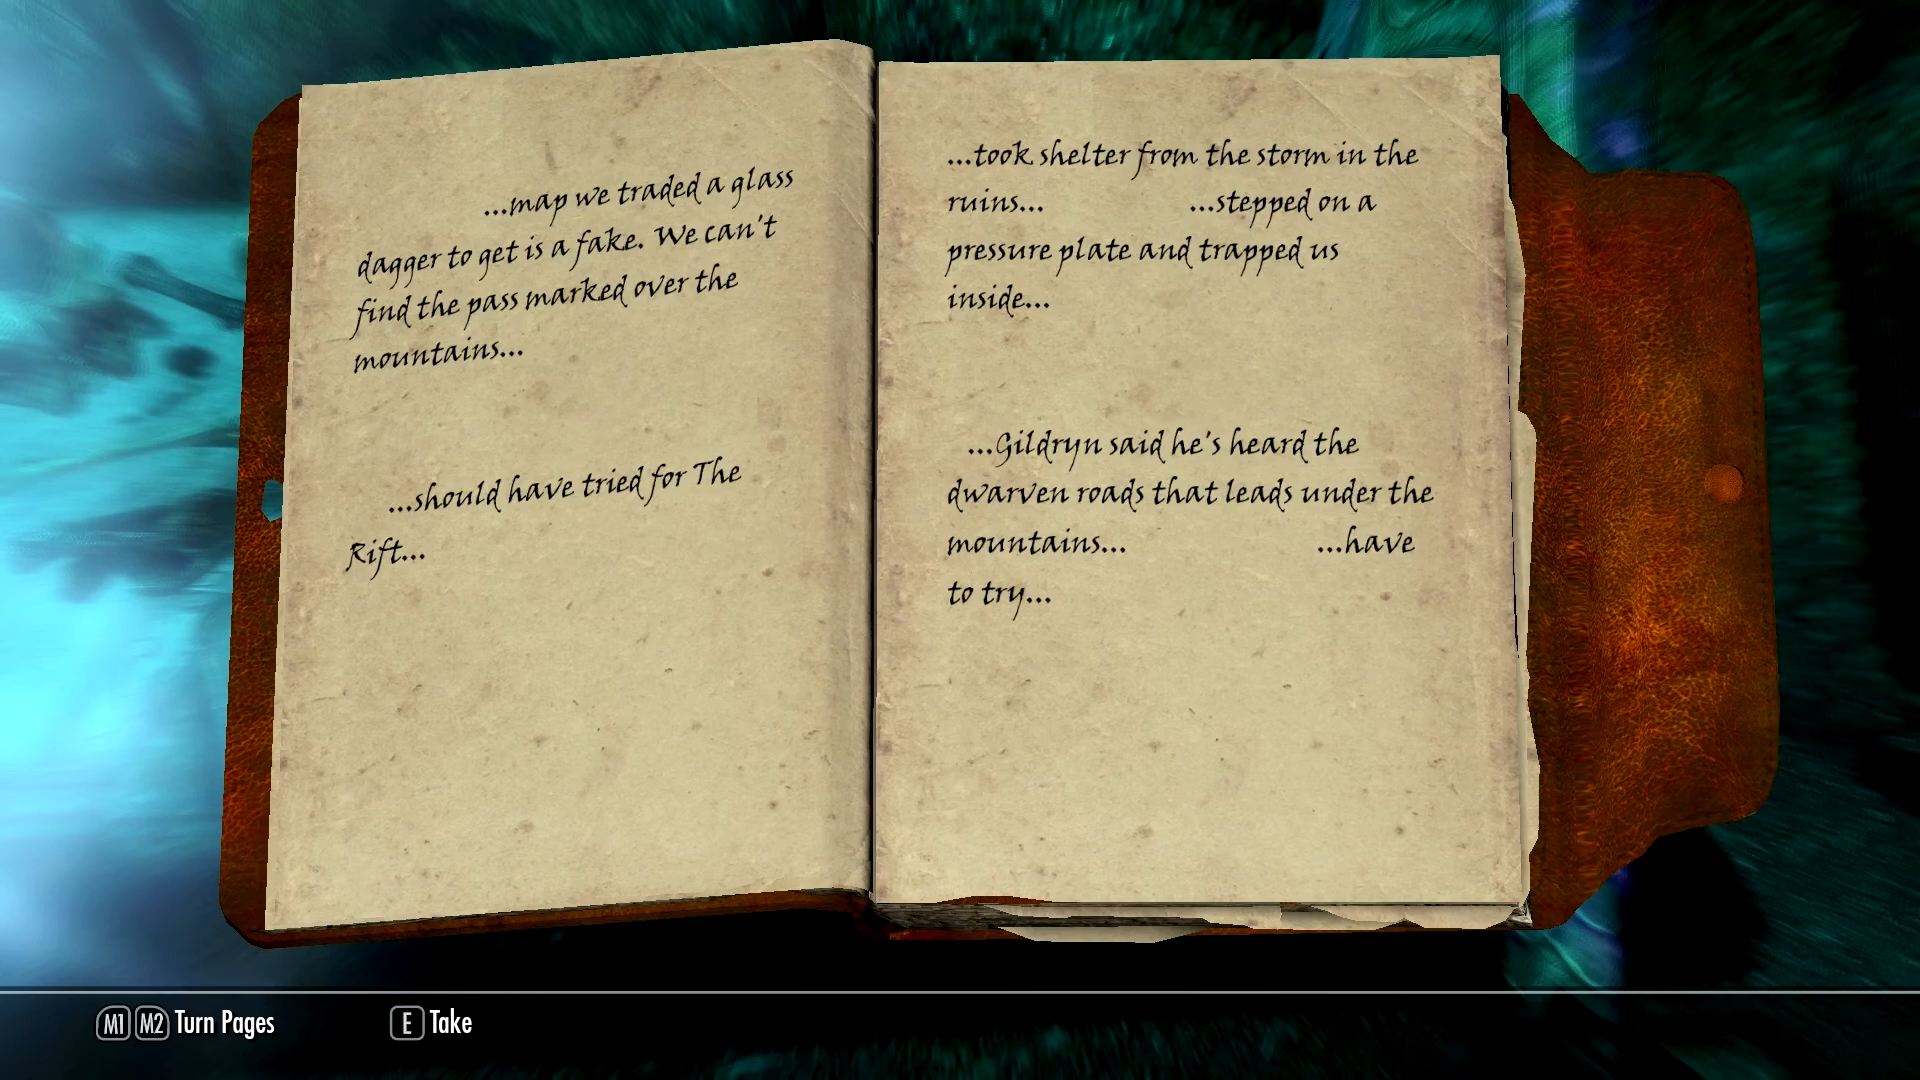 ...map we traded a glass
dagger to get is a fake. We can't
find the pass marked over the
mountains...
...should have tried for The
Rift...
...took shelter from the storm in the
ruins... ...stepped on a
pressure plate and trapped us
inside...
...Gildryn said he's heard the
dwarven roads that leads under the
mountains... ...have
to try...
M1 M2 Turn Pages E Take